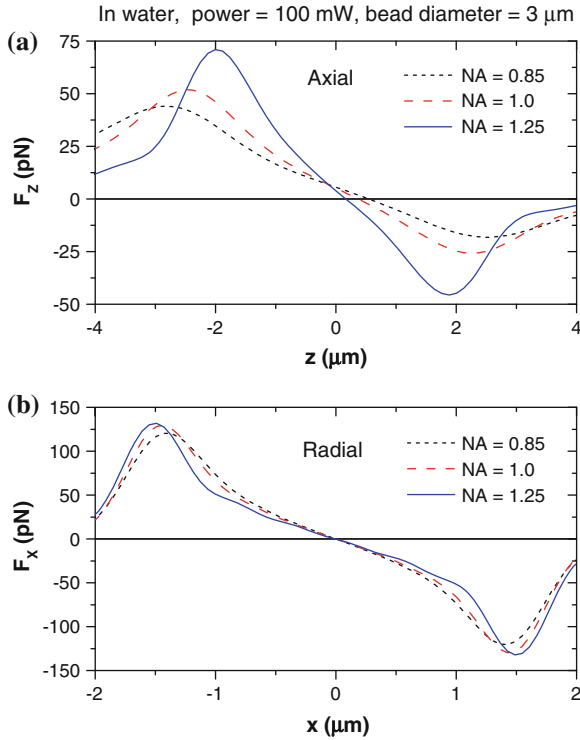 In water, power = 100 mW, bead diameter = 3 μm
(a)
75
50
25
0
-25
-50
Fz (pN)
Axial
NA = 0.85
NA = 1.0
NA = 1.25
-4
-2
0
2
4
z (μm)
(b)
150
100
50
0
-50
-100
-150
Fx (pN)
Radial
NA = 0.85
NA = 1.0
NA = 1.25
-2
-1
0
1
2
x (μm)